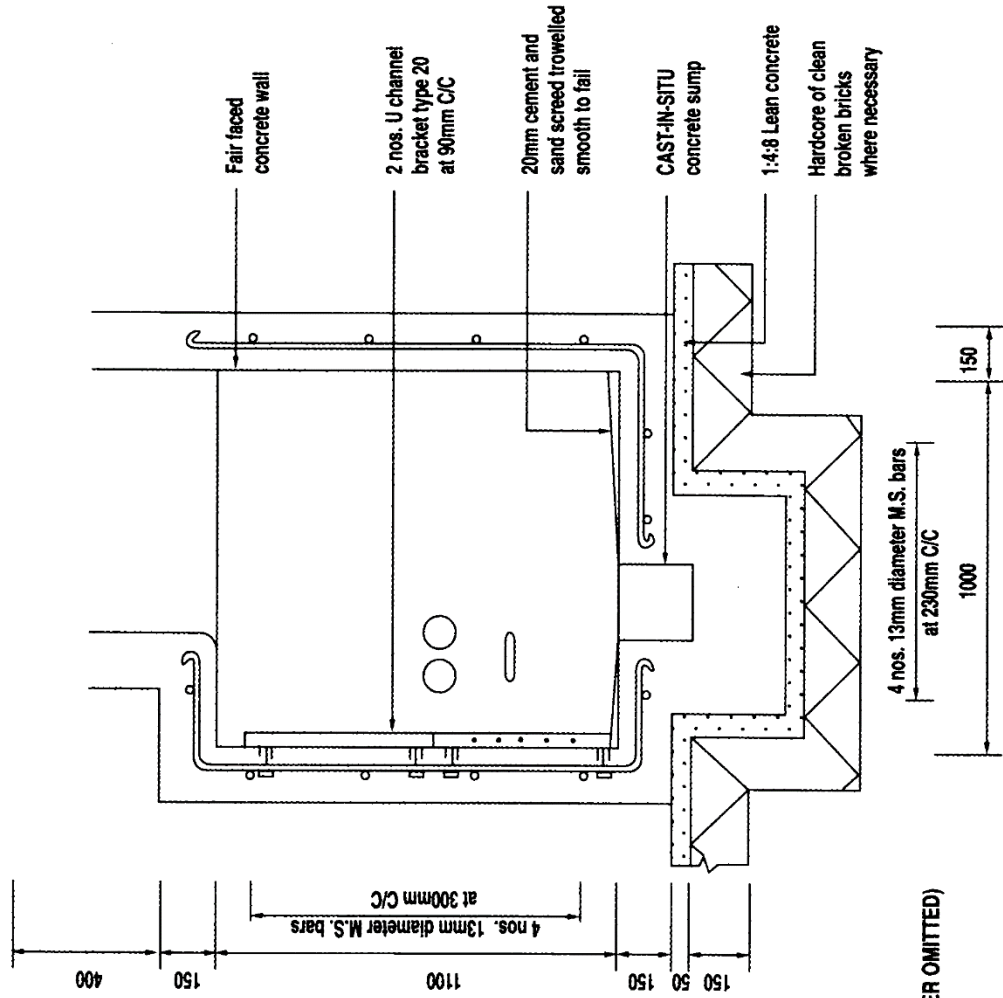 Fair faced
concrete wall
2 nos. U channel
bracket type 20
at 90mm C/C
20mm cement and
sand screed trowelled
smooth to fail
CAST-IN-SITU
concrete sump
1:4:8 Lean concrete
Hardcore of clean
broken bricks
where necessary
400
150
1100
150
50
150
4 nos. 13mm diameter M.S. bars
at 300mm C/C
4 nos. 13mm diameter M.S. bars
at 230mm C/C
1000
150
ER OMITTED)